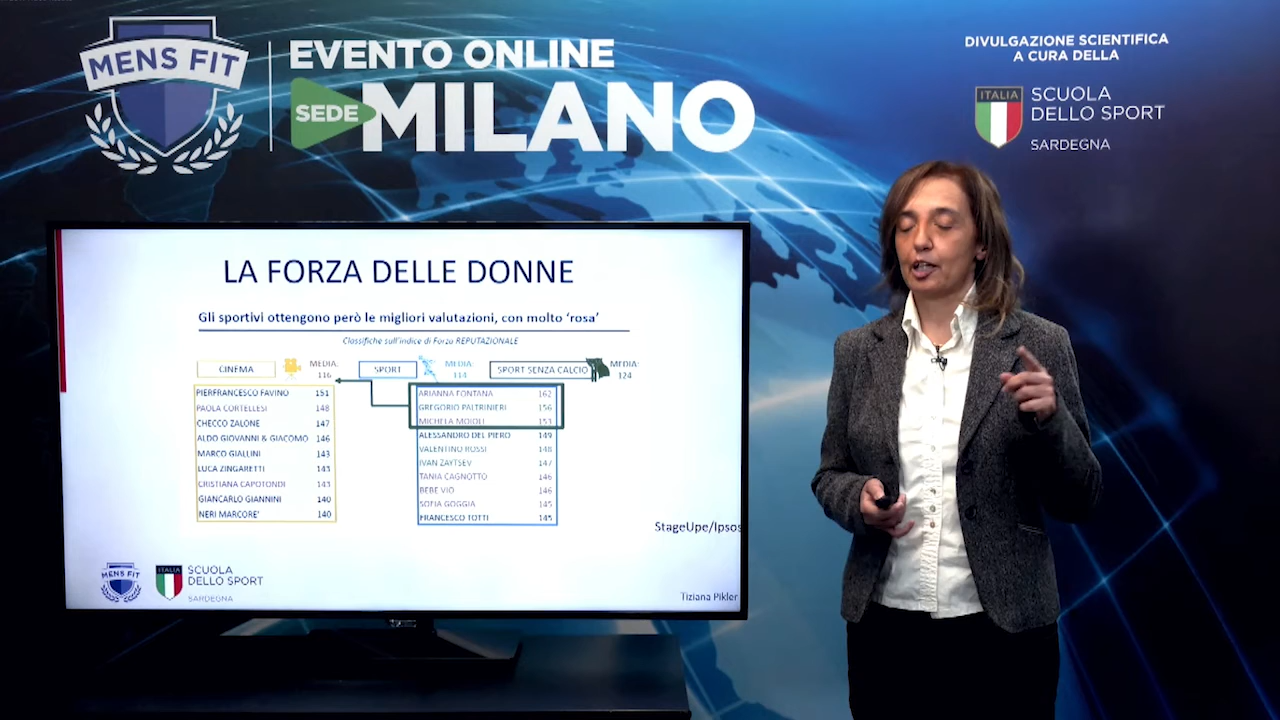 MENS FIT
EVENTO ONLINE
SEDE
MILANO
DIVULGAZIONE SCIENTIFICA
A CURA DELLA
ITALIA
SCUOLA
DELLO SPORT
SARDEGNA
LA FORZA DELLE DONNE
Gli sportivi ottengono però le migliori valutazioni, con molto ‘rosa’
Classifiche sull'indice di Forza REPUTAZIONALE
CINEMA
MEDIA:
116
SPORT
MEDIA:
114
SPORT SENZA CALCIO
MEDIA:
124
PIERFRANCESCO FAVINO 151
PAOLA CORTELLESI 148
CHECCO ZALONE 147
ALDO GIOVANNI & GIACOMO 146
MARCO GIALLINI 143
LUCA ZINGARETTI 143
CRISTIANA CAPOTONDI 143
GIANCARLO GIANNINI 140
NERI MARCORE' 140
ARIANNA FONTANA 162
GREGORIO PALTRINIERI 156
MICHELA MOIOLI 153
ALESSANDRO DEL PIERO 149
VALENTINO ROSSI 148
IVAN ZAYTSEV 147
TANIA CAGNOTTO 146
BEBE VIO 146
SOFIA GOGGIA 145
FRANCESCO TOTTI 145
StageUpe/Ipsos
MENS FIT
ITALIA
SCUOLA
DELLO SPORT
SARDEGNA
Tiziana Pikler